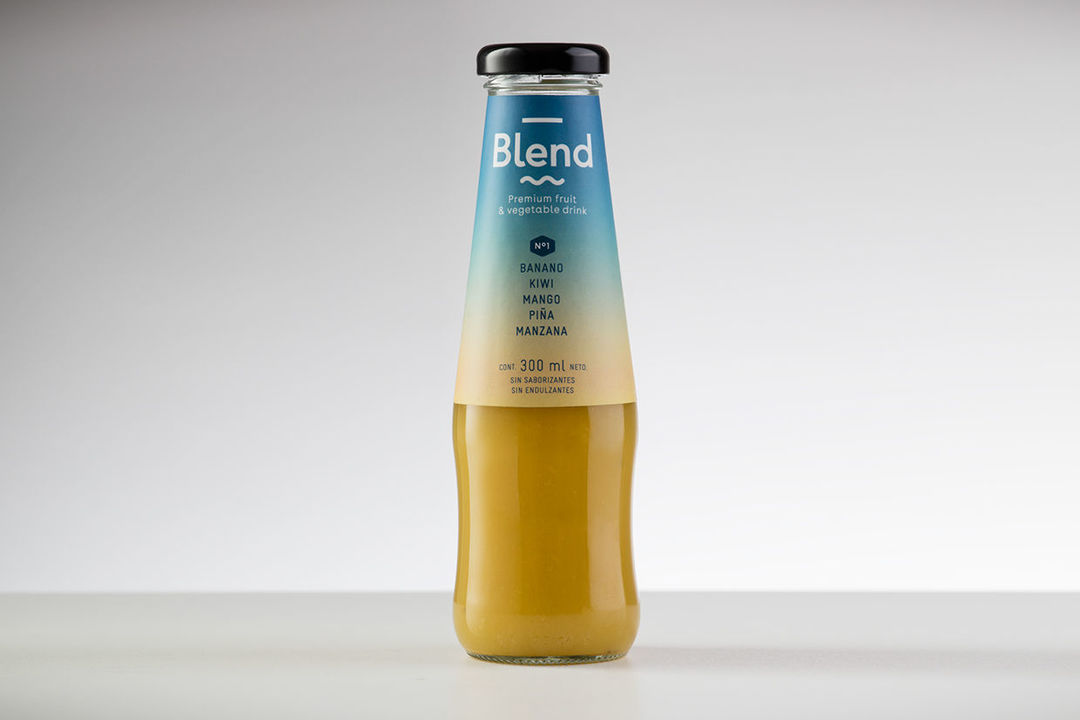 Blend
Premium fruit
& vegetable drink
Nº1
BANANO
KIWI
MANGO
PIÑA
MANZANA
CONT. 300 ml NETO.
SIN SABORIZANTES
SIN ENDULZANTES